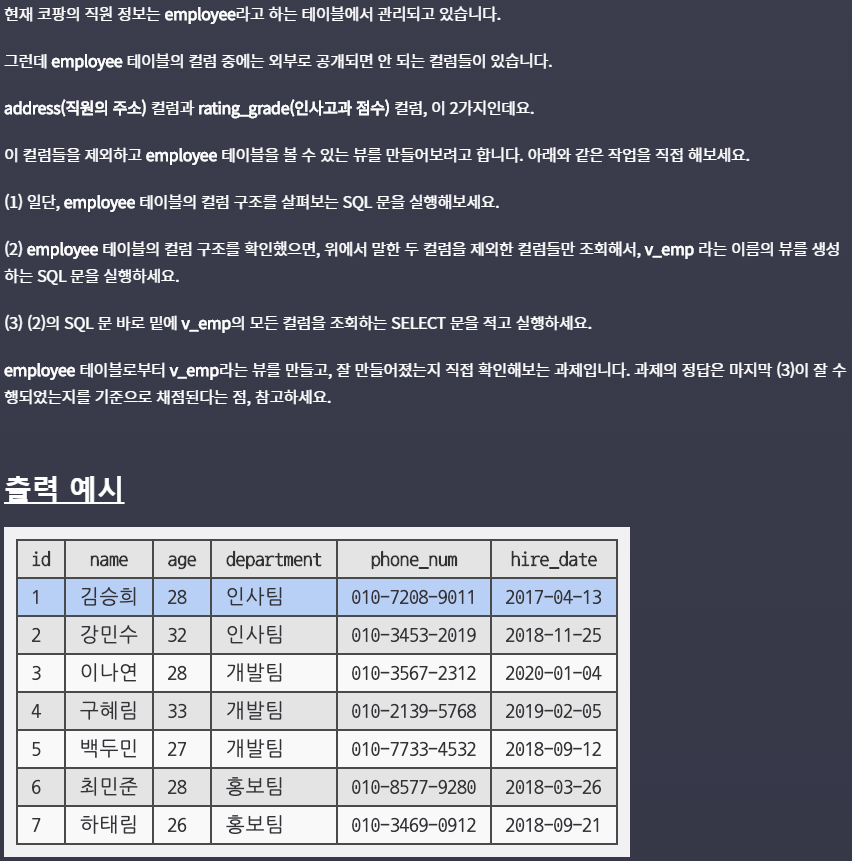 현재 코팡의 직원 정보는 employee라고 하는 테이블에서 관리되고 있습니다.
그런데 employee 테이블의 컬럼 중에는 외부로 공개되면 안 되는 컬럼들이 있습니다.
address(직원의 주소) 컬럼과 rating_grade(인사고과 점수) 컬럼, 이 2가지인데요.
이 컬럼들을 제외하고 employee 테이블을 볼 수 있는 뷰를 만들어보려고 합니다. 아래와 같은 작업을 직접 해보세요.
(1) 일단, employee 테이블의 컬럼 구조를 살펴보는 SQL 문을 실행해보세요.
(2) employee 테이블의 컬럼 구조를 확인했으면, 위에서 말한 두 컬럼을 제외한 컬럼들만 조회해서, v_emp 라는 이름의 뷰를 생성
하는 SQL 문을 실행하세요.
(3) (2)의 SQL 문 바로 밑에 v_emp의 모든 컬럼을 조회하는 SELECT 문을 적고 실행하세요.
employee 테이블로부터 v_emp라는 뷰를 만들고, 잘 만들어졌는지 직접 확인해보는 과제입니다. 과제의 정답은 마지막 (3)이 잘 수
행되었는지를 기준으로 채점된다는 점, 참고하세요.
출력 예시
id name age department phone_num hire_date
1 김승희 28 인사팀 010-7208-9011 2017-04-13
2 강민수 32 인사팀 010-3453-2019 2018-11-25
3 이나연 28 개발팀 010-3567-2312 2020-01-04
4 구혜림 33 개발팀 010-2139-5768 2019-02-05
5 백두민 27 개발팀 010-7733-4532 2018-09-12
6 최민준 28 홍보팀 010-8577-9280 2018-03-26
7 하태림 26 홍보팀 010-3469-0912 2018-09-21